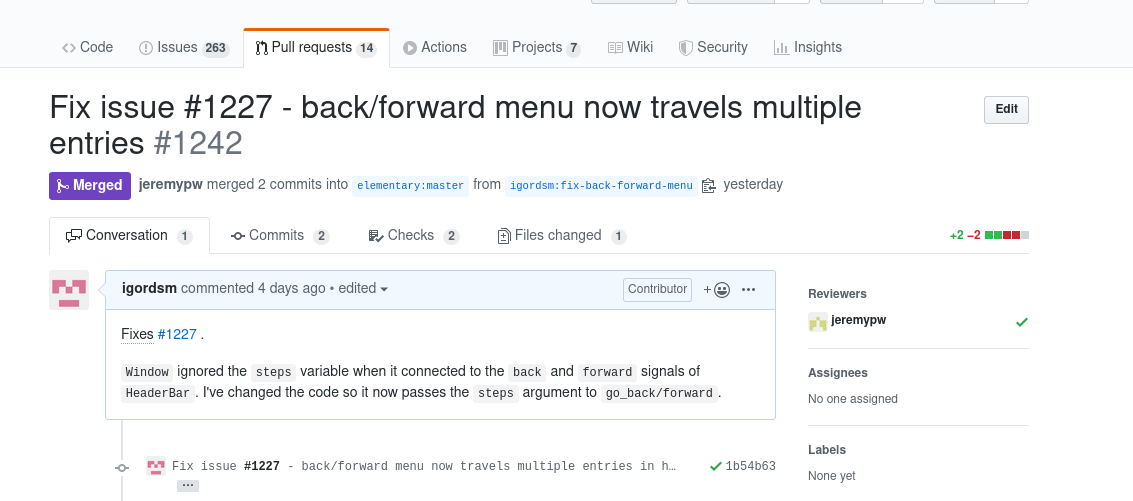 Code Issues 263 Pull requests 14 Actions Projects 7 Wiki Security Insights
Fix issue #1227 - back/forward menu now travels multiple
entries #1242
Edit
Merged jeremypw merged 2 commits into elementary:master from igordsm:fix-back-forward-menu yesterday
Conversation 1 Commits 2 Checks 2 Files changed 1 +2 −2
igordsm commented 4 days ago • edited Contributor
Fixes #1227 .
Window ignored the steps variable when it connected to the back and forward signals of
HeaderBar . I've changed the code so it now passes the steps argument to go_back/forward .
Fix issue #1227 - back/forward menu now travels multiple entries in h… 1b54b63
Reviewers
jeremypw
Assignees
No one assigned
Labels
None yet